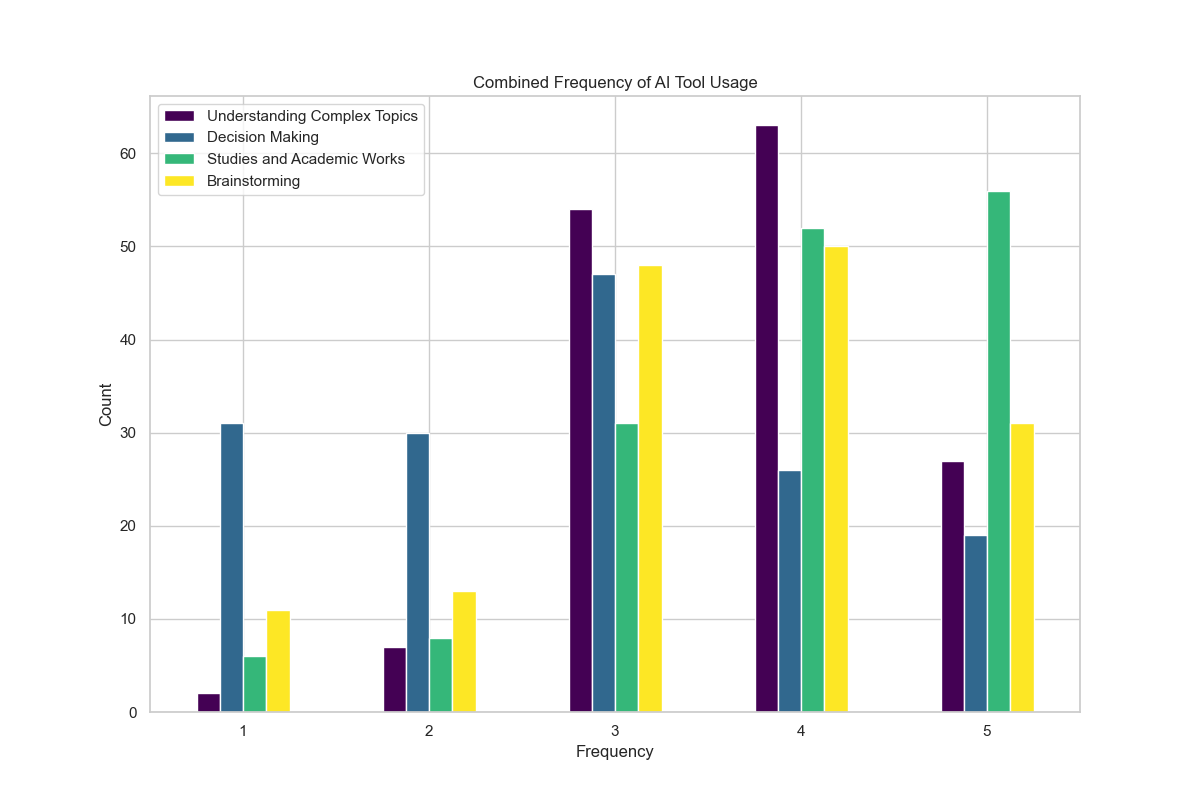 Combined Frequency of AI Tool Usage
Understanding Complex Topics
Decision Making
Studies and Academic Works
Brainstorming
60
50
40
30
20
10
0
Count
1 2 3 4 5
Frequency